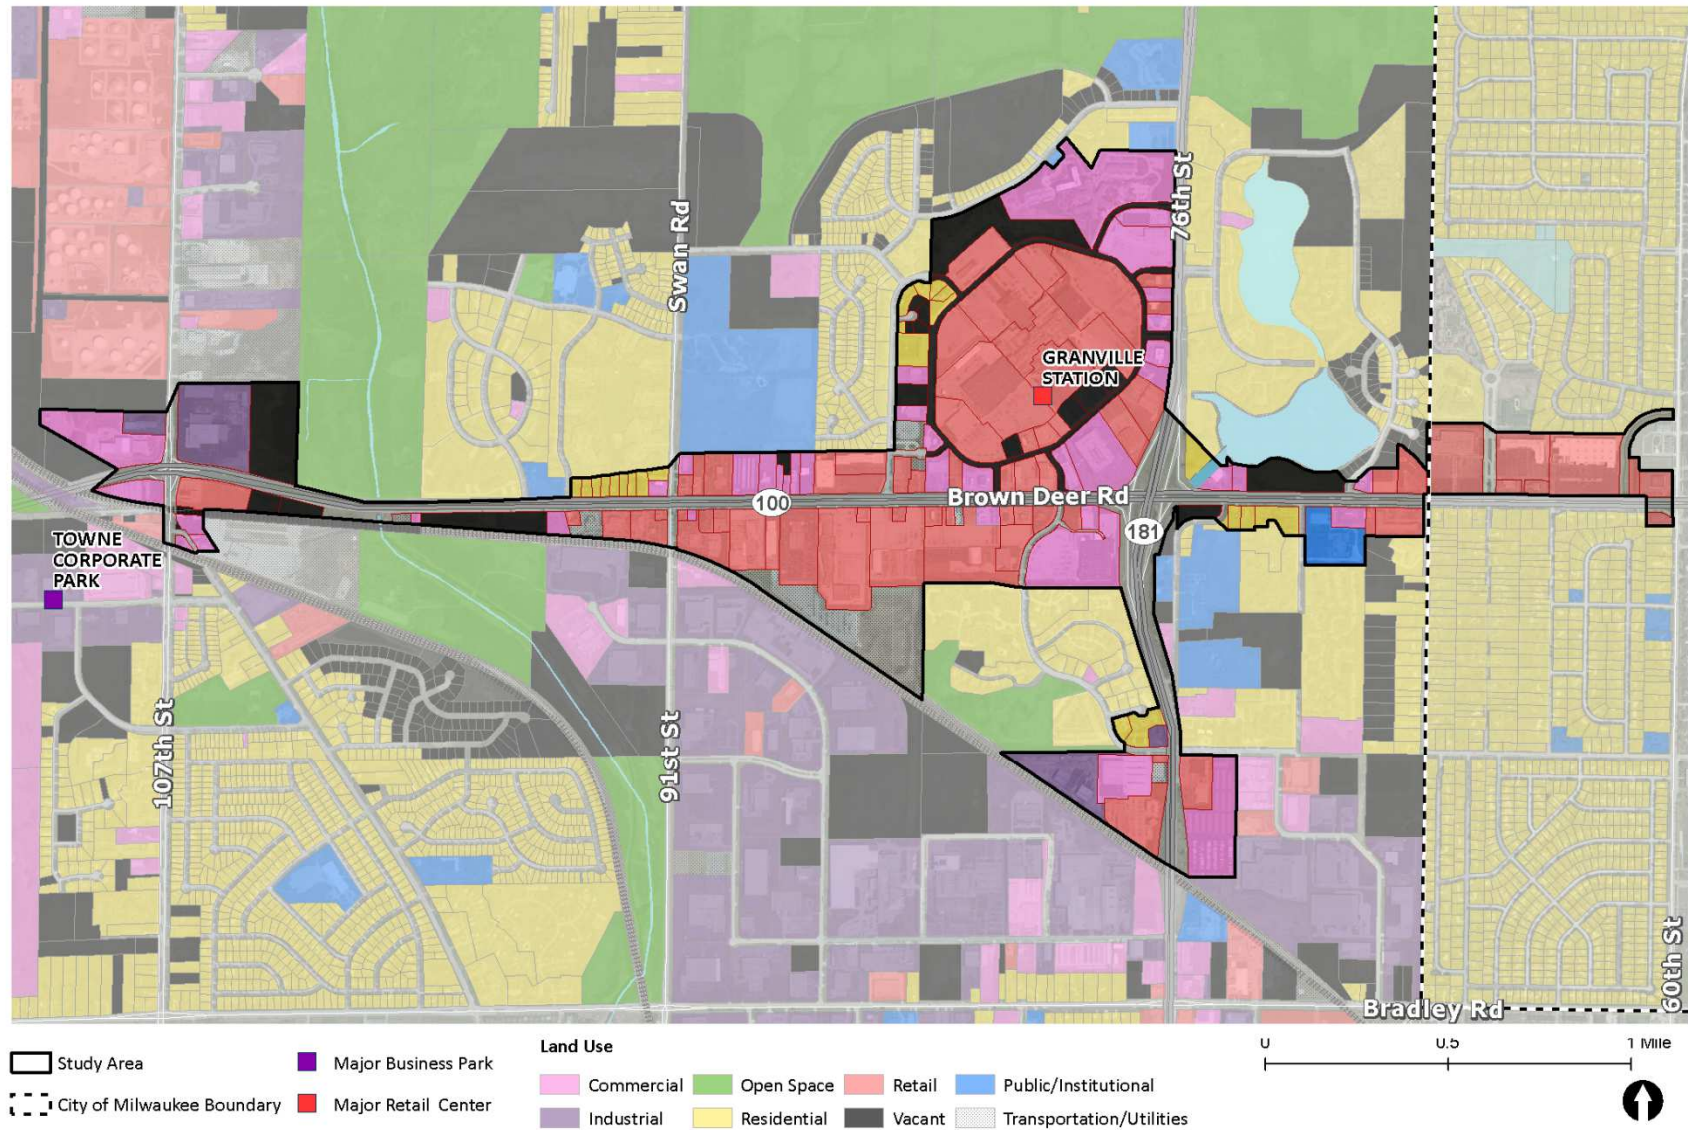 76th St
Swan Rd
GRANVILLE
STATION
Brown Deer Rd
100
181
TOWNE
CORPORATE
PARK
107th St
91st St
60th St
Bradley Rd
Study Area
City of Milwaukee Boundary
Major Business Park
Major Retail Center
Land Use
Commercial
Open Space
Retail
Public/Institutional
Industrial
Residential
Vacant
Transportation/Utilities
0 0.5 1 Mile